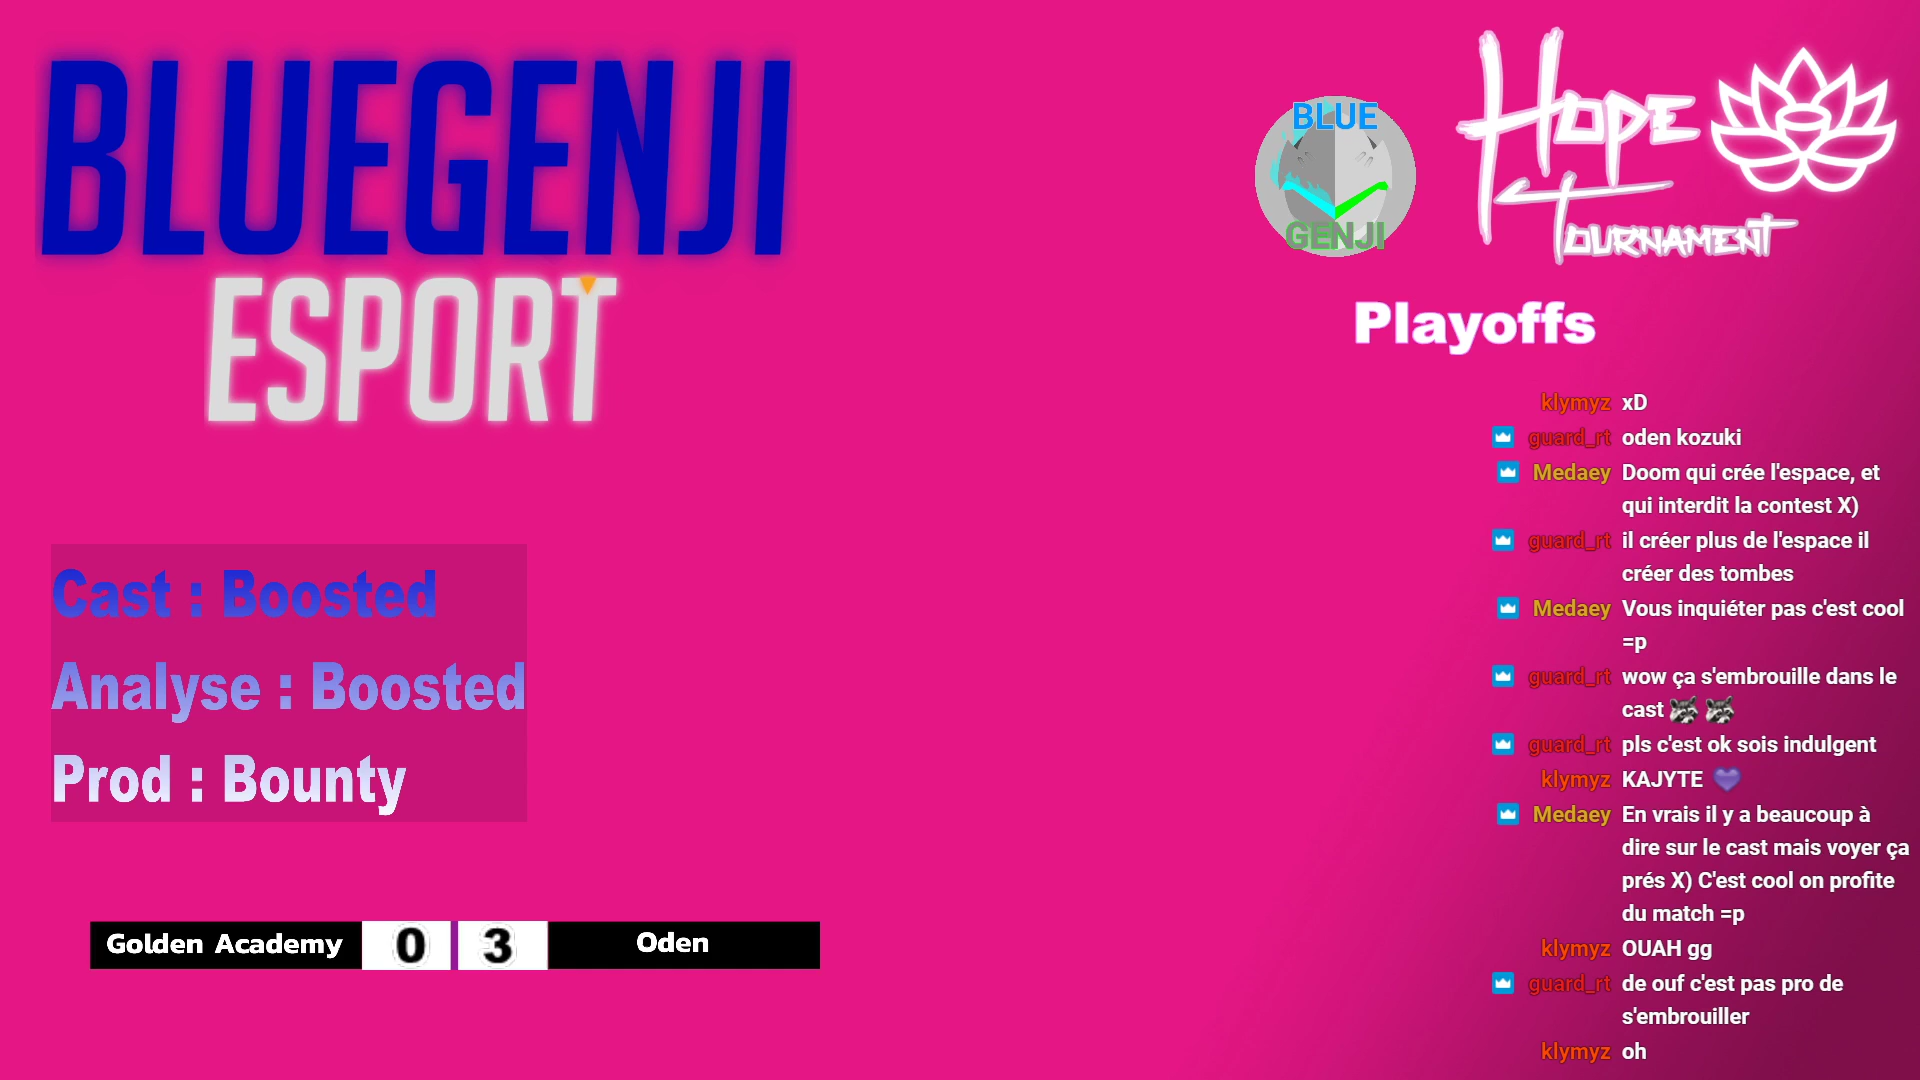 BLUEGENJI
ESPORT
BLUE
GENJI
HOPE
TOURNAMENT
Playoffs
Cast : Boosted
Analyse : Boosted
Prod : Bounty
Golden Academy 0 3 Oden
klymyz xD
guard_rt oden kozuki
Medaey Doom qui crée l'espace, et
qui interdit la contest X)
guard_rt il créer plus de l'espace il
créer des tombes
Medaey Vous inquiéter pas c'est cool
=p
guard_rt wow ça s'embrouille dans le
cast
guard_rt pls c'est ok sois indulgent
klymyz KAJYTE
Medaey En vrais il y a beaucoup à
dire sur le cast mais voyer ça
prés X) C'est cool on profite
du match =p
klymyz OUAH gg
guard_rt de ouf c'est pas pro de
s'embrouiller
klymyz oh